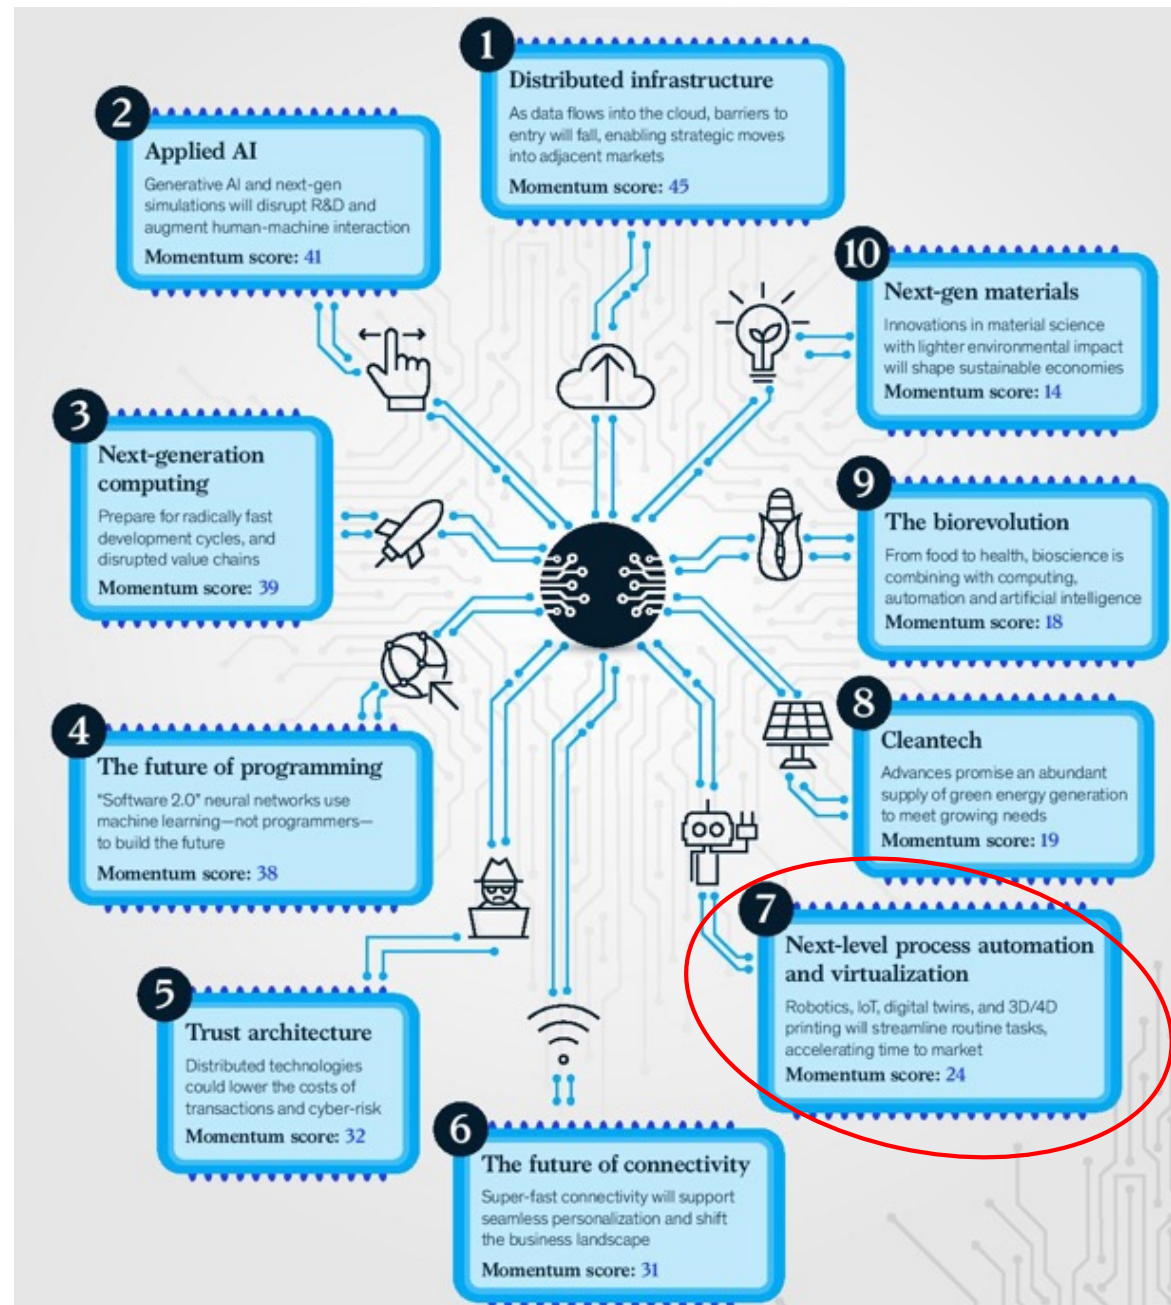 1
Distributed infrastructure
As data flows into the cloud, barriers to
entry will fall, enabling strategic moves
into adjacent markets
Momentum score: 45
2
Applied AI
Generative AI and next-gen
simulations will disrupt R&D and
augment human-machine interaction
Momentum score: 41
3
Next-generation
computing
Prepare for radically fast
development cycles, and
disrupted value chains
Momentum score: 39
4
The future of programming
“Software 2.0” neural networks use
machine learning—not programmers—
to build the future
Momentum score: 38
5
Trust architecture
Distributed technologies
could lower the costs of
transactions and cyber-risk
Momentum score: 32
6
The future of connectivity
Super-fast connectivity will support
seamless personalization and shift
the business landscape
Momentum score: 31
7
Next-level process automation
and virtualization
Robotics, IoT, digital twins, and 3D/4D
printing will streamline routine tasks,
accelerating time to market
Momentum score: 24
8
Cleantech
Advances promise an abundant
supply of green energy generation
to meet growing needs
Momentum score: 19
9
The biorevolution
From food to health, bioscience is
combining with computing,
automation and artificial intelligence
Momentum score: 18
10
Next-gen materials
Innovations in material science
with lighter environmental impact
will shape sustainable economies
Momentum score: 14